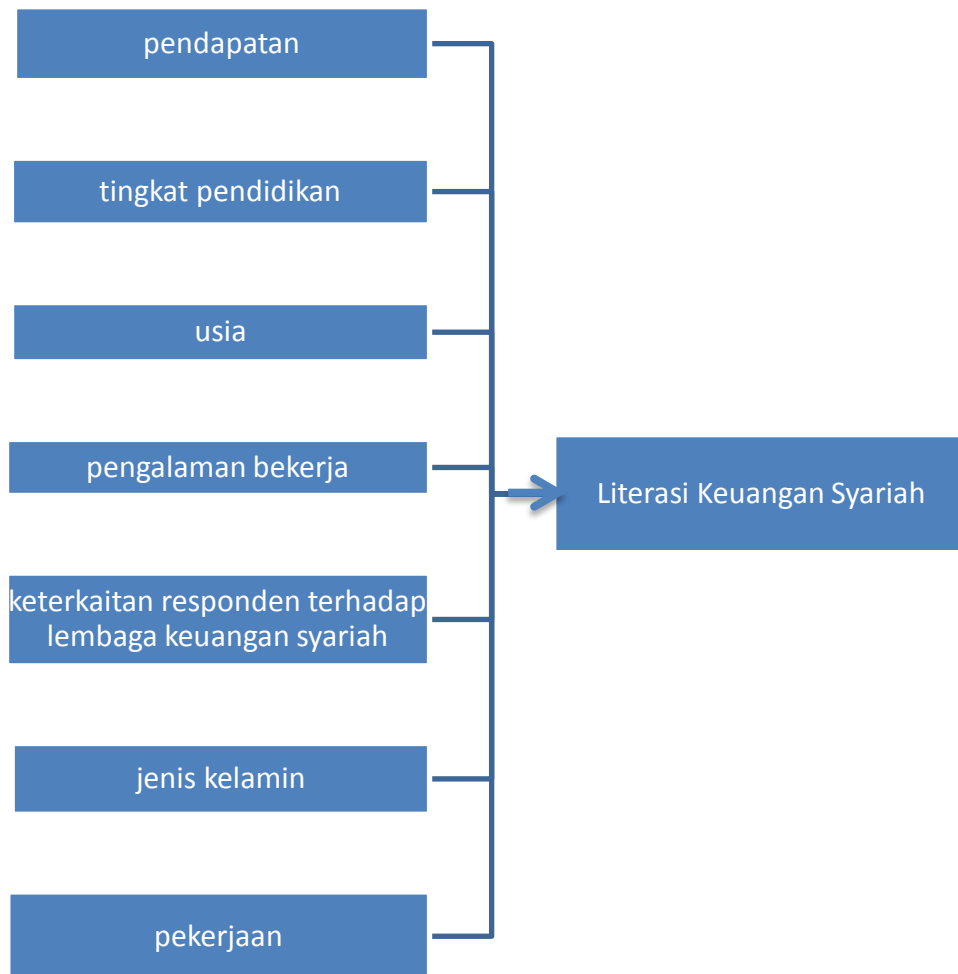 pendapatan
tingkat pendidikan
usia
pengalaman bekerja
Literasi Keuangan Syariah
keterkaitan responden terhadap
lembaga keuangan syariah
jenis kelamin
pekerjaan